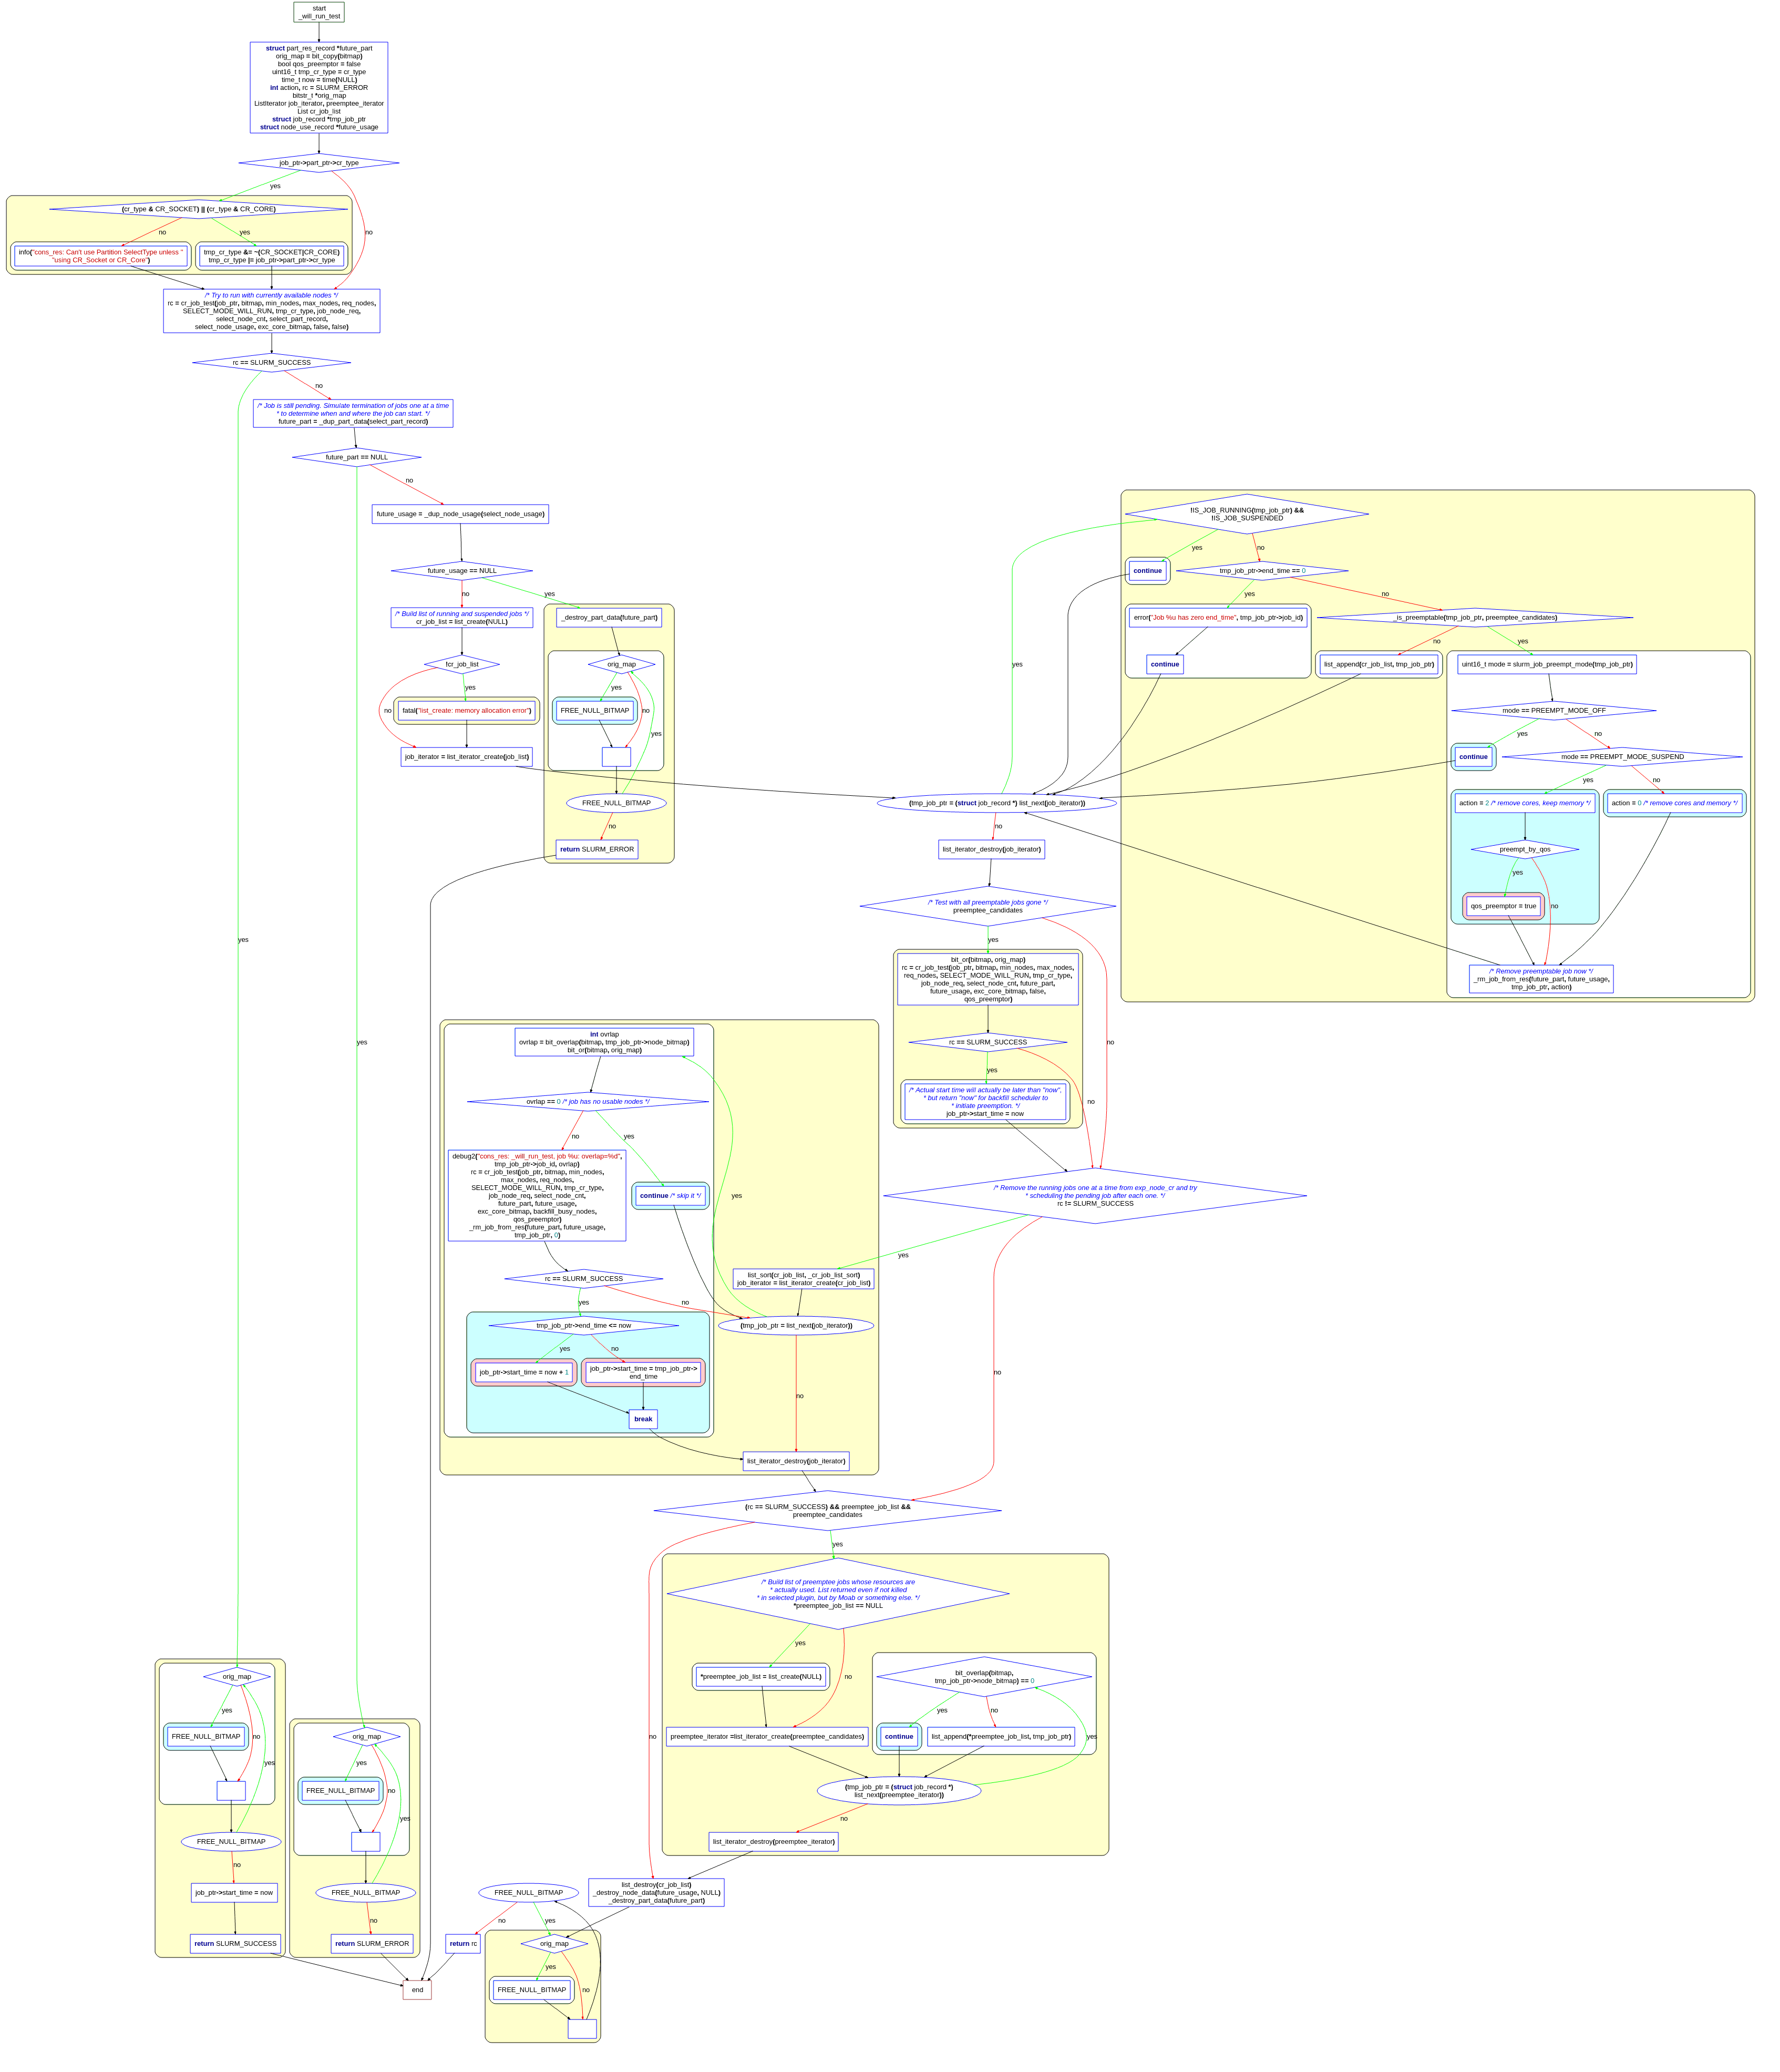 start
_will_run_test
struct part_res_record *future_part
orig_map = bit_copy(bitmap)
bool qos_preemptor = false
uint16_t tmp_cr_type = cr_type
time_t now = time(NULL)
int action, rc = SLURM_ERROR
bitstr_t *orig_map
ListIterator job_iterator, preemptee_iterator
List cr_job_list
struct job_record *tmp_job_ptr
struct node_use_record *future_usage
job_ptr->part_ptr->cr_type
yes
no
(cr_type & CR_SOCKET) || (cr_type & CR_CORE)
no
yes
info("cons_res: Can't use Partition SelectType unless "
"using CR_Socket or CR_Core")
tmp_cr_type &= ~(CR_SOCKET|CR_CORE)
tmp_cr_type |= job_ptr->part_ptr->cr_type
/* Try to run with currently available nodes */
rc = cr_job_test(job_ptr, bitmap, min_nodes, max_nodes, req_nodes,
SELECT_MODE_WILL_RUN, tmp_cr_type, job_node_req,
select_node_cnt, select_part_record,
select_node_usage, exc_core_bitmap, false, false)
rc == SLURM_SUCCESS
no
yes
/* Job is still pending. Simulate termination of jobs one at a time
* to determine when and where the job can start. */
future_part = _dup_part_data(select_part_record)
future_part == NULL
no
yes
future_usage = _dup_node_usage(select_node_usage)
future_usage == NULL
no
yes
/* Build list of running and suspended jobs */
cr_job_list = list_create(NULL)
!cr_job_list
yes
no
fatal("list_create: memory allocation error")
job_iterator = list_iterator_create(job_list)
_destroy_part_data(future_part)
orig_map
yes
no
yes
FREE_NULL_BITMAP
FREE_NULL_BITMAP
no
return SLURM_ERROR
!IS_JOB_RUNNING(tmp_job_ptr) &&
!IS_JOB_SUSPENDED
yes
no
continue
tmp_job_ptr->end_time == 0
yes
no
error("Job %u has zero end_time", tmp_job_ptr->job_id)
continue
_is_preemptable(tmp_job_ptr, preemptee_candidates)
no
yes
list_append(cr_job_list, tmp_job_ptr)
uint16_t mode = slurm_job_preempt_mode(tmp_job_ptr)
mode == PREEMPT_MODE_OFF
yes
no
continue
mode == PREEMPT_MODE_SUSPEND
yes
no
action = 2 /* remove cores, keep memory */
action = 0 /* remove cores and memory */
preempt_by_qos
yes
no
qos_preemptor = true
/* Remove preemptable job now */
_rm_job_from_res(future_part, future_usage,
tmp_job_ptr, action)
yes
(tmp_job_ptr = (struct job_record *) list_next(job_iterator))
no
list_iterator_destroy(job_iterator)
/* Test with all preemptable jobs gone */
preemptee_candidates
yes
no
bit_or(bitmap, orig_map)
rc = cr_job_test(job_ptr, bitmap, min_nodes, max_nodes,
req_nodes, SELECT_MODE_WILL_RUN, tmp_cr_type,
job_node_req, select_node_cnt, future_part,
future_usage, exc_core_bitmap, false,
qos_preemptor)
rc == SLURM_SUCCESS
yes
no
/* Actual start time will actually be later than "now",
* but return "now" for backfill scheduler to
* initiate preemption. */
job_ptr->start_time = now
/* Remove the running jobs one at a time from exp_node_cr and try
* scheduling the pending job after each one. */
rc != SLURM_SUCCESS
yes
no
int ovrlap
ovrlap = bit_overlap(bitmap, tmp_job_ptr->node_bitmap)
bit_or(bitmap, orig_map)
ovrlap == 0 /* job has no usable nodes */
no
yes
debug2("cons_res: _will_run_test, job %u: overlap=%d",
tmp_job_ptr->job_id, ovrlap)
rc = cr_job_test(job_ptr, bitmap, min_nodes,
max_nodes, req_nodes,
SELECT_MODE_WILL_RUN, tmp_cr_type,
job_node_req, select_node_cnt,
future_part, future_usage,
exc_core_bitmap, backfill_busy_nodes,
qos_preemptor)
_rm_job_from_res(future_part, future_usage,
tmp_job_ptr, 0)
continue /* skip it */
yes
rc == SLURM_SUCCESS
yes
no
list_sort(cr_job_list, _cr_job_list_sort)
job_iterator = list_iterator_create(cr_job_list)
(tmp_job_ptr = list_next(job_iterator))
no
tmp_job_ptr->end_time <= now
yes
no
job_ptr->start_time = now + 1
job_ptr->start_time = tmp_job_ptr->
end_time
break
list_iterator_destroy(job_iterator)
(rc == SLURM_SUCCESS) && preemptee_job_list &&
preemptee_candidates
yes
no
/* Build list of preemptee jobs whose resources are
* actually used. List returned even if not killed
* in selected plugin, but by Moab or something else. */
*preemptee_job_list == NULL
yes
no
*preemptee_job_list = list_create(NULL)
preemptee_iterator =list_iterator_create(preemptee_candidates)
bit_overlap(bitmap,
tmp_job_ptr->node_bitmap) == 0
yes
no
continue
list_append(*preemptee_job_list, tmp_job_ptr)
yes
(tmp_job_ptr = (struct job_record *)
list_next(preemptee_iterator))
no
list_iterator_destroy(preemptee_iterator)
list_destroy(cr_job_list)
_destroy_node_data(future_usage, NULL)
_destroy_part_data(future_part)
orig_map
yes
no
yes
FREE_NULL_BITMAP
FREE_NULL_BITMAP
no
job_ptr->start_time = now
return SLURM_SUCCESS
orig_map
yes
no
yes
FREE_NULL_BITMAP
FREE_NULL_BITMAP
no
return SLURM_ERROR
FREE_NULL_BITMAP
no
yes
return rc
orig_map
yes
no
FREE_NULL_BITMAP
end